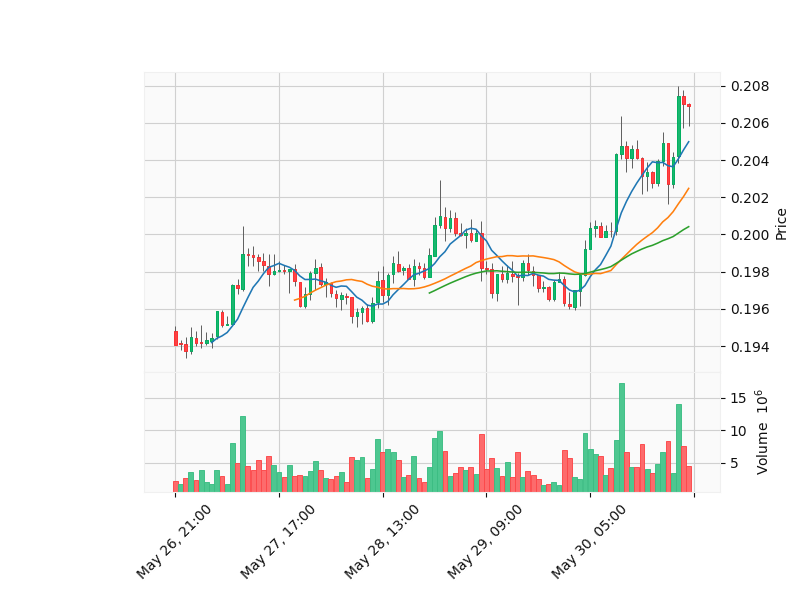 0.208
0.206
0.204
0.202
0.200
0.198
0.196
0.194
Price
15
10
5
Volume 10⁶
May 26, 21:00
May 27, 17:00
May 28, 13:00
May 29, 09:00
May 30, 05:00